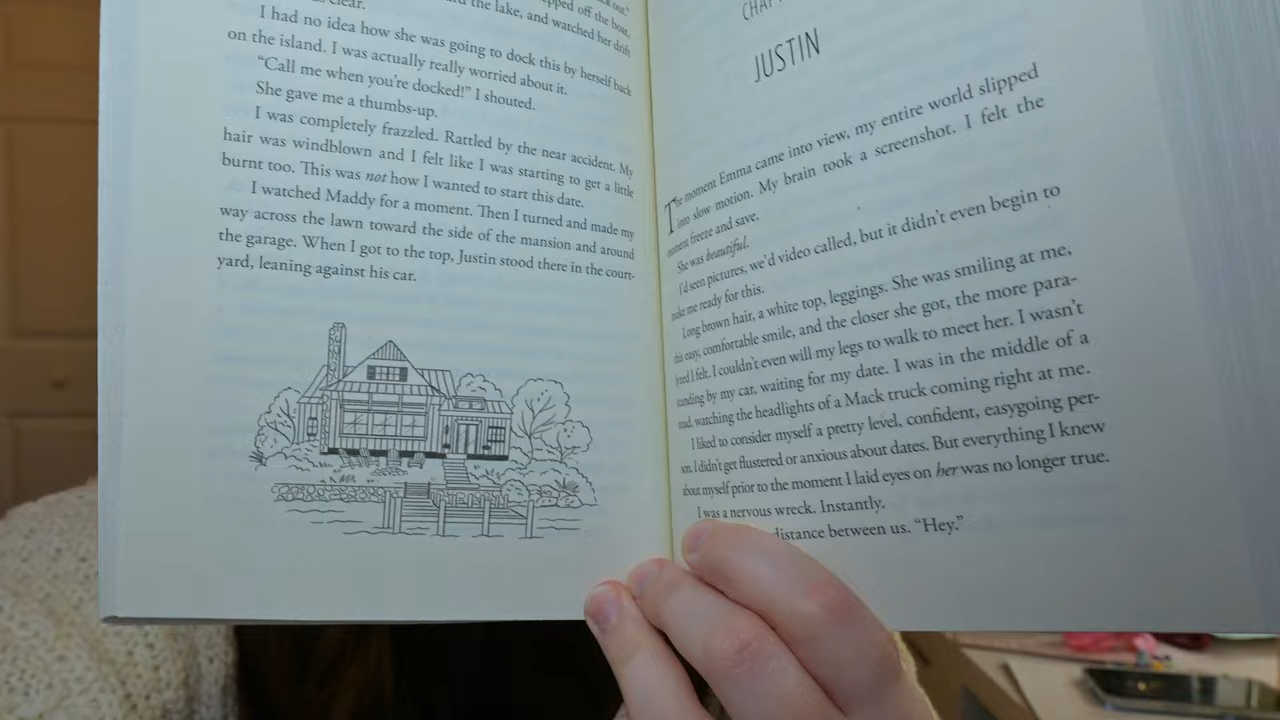 out."
pped off the boat,
clear. rd the lake, and watched her drift
I had no idea how she was going to dock this by herself back
on the island. I was actually really worried about it.
“Call me when you’re docked!” I shouted.
She gave me a thumbs-up.
I was completely frazzled. Rattled by the near accident. My
hair was windblown and I felt like I was starting to get a little
burnt too. This was not how I wanted to start this date.
I watched Maddy for a moment. Then I turned and made my
way across the lawn toward the side of the mansion and around
the garage. When I got to the top, Justin stood there in the court-
yard, leaning against his car.
CHAP
JUSTIN
The moment Emma came into view, my entire world slipped
into slow motion. My brain took a screenshot. I felt the
moment freeze and save.
She was beautiful.
I’d seen pictures, we’d video called, but it didn’t even begin to
make me ready for this.
Long brown hair, a white top, leggings. She was smiling at me,
this easy, comfortable smile, and the closer she got, the more para-
lyzed I felt. I couldn’t even will my legs to walk to meet her. I wasn’t
standing by my car, waiting for my date. I was in the middle of a
road, watching the headlights of a Mack truck coming right at me.
I liked to consider myself a pretty level, confident, easygoing per-
son. I didn’t get flustered or anxious about dates. But everything I knew
about myself prior to the moment I laid eyes on her was no longer true.
I was a nervous wreck. Instantly.
distance between us. “Hey.”